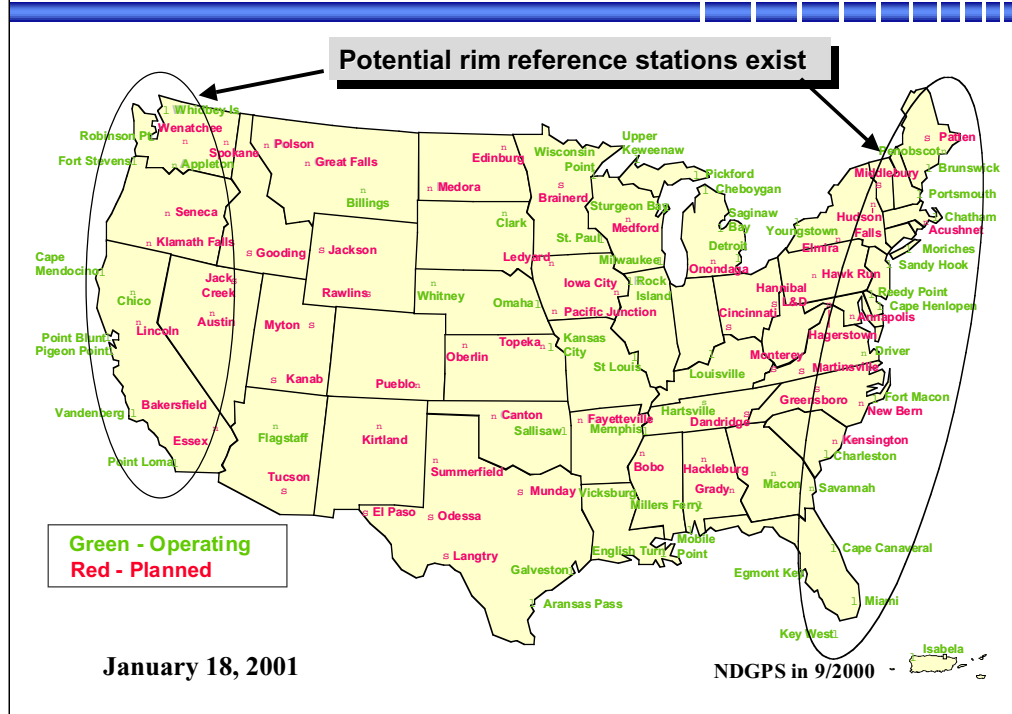 Potential rim reference stations exist
Whidbey Is
Robinson Pt.
Wenatchee
Fort Stevens
Spokane
Appleton
Polson
Great Falls
Billings
Edinburg
Medora
Clark
Upper
Keweenaw
Wisconsin
Point
Brainerd
Sturgeon Bay
Medford
St. Paul
Pickford
Cheboygan
Saginaw
Bay
Detroit
Youngstown
Middlebury
Patten
Penobscot
Brunswick
Portsmouth
Chatham
Acushnet
Hudson
Falls
Elmira
Moriches
Sandy Hook
Seneca
Klamath Falls
Gooding
Jackson
Cape
Mendocino
Jack
Creek
Rawlins
Whitney
Ledyard
Milwaukee
Onondaga
Hawk Run
Iowa City
Rock
Island
Hannibal
L&D
Reedy Point
Cape Henlopen
Chico
Austin
Lincoln
Myton
Omaha
Pacific Junction
Cincinnati
Annapolis
Hagerstown
Point Blunt
Pigeon Point
Oberlin
Topeka
Kansas
City
St Louis
Louisville
Monterey
Driver
Martinsville
Kanab
Pueblo
Vandenberg
Bakersfield
Essex
Flagstaff
Kirtland
Canton
Sallisaw
Fayetteville
Memphis
Hartsville
Dandridge
Greensboro
Fort Macon
New Bern
Point Loma
Tucson
Summerfield
Bobo
Hackleburg
Grady
Macon
Kensington
Charleston
Munday
Vicksburg
Millers Ferry
Savannah
El Paso
Odessa
Langtry
English Turn
Mobile
Point
Cape Canaveral
Galveston
Egmont Key
Aransas Pass
Miami
Key West
Isabela
Green - Operating
Red - Planned
January 18, 2001
NDGPS in 9/2000